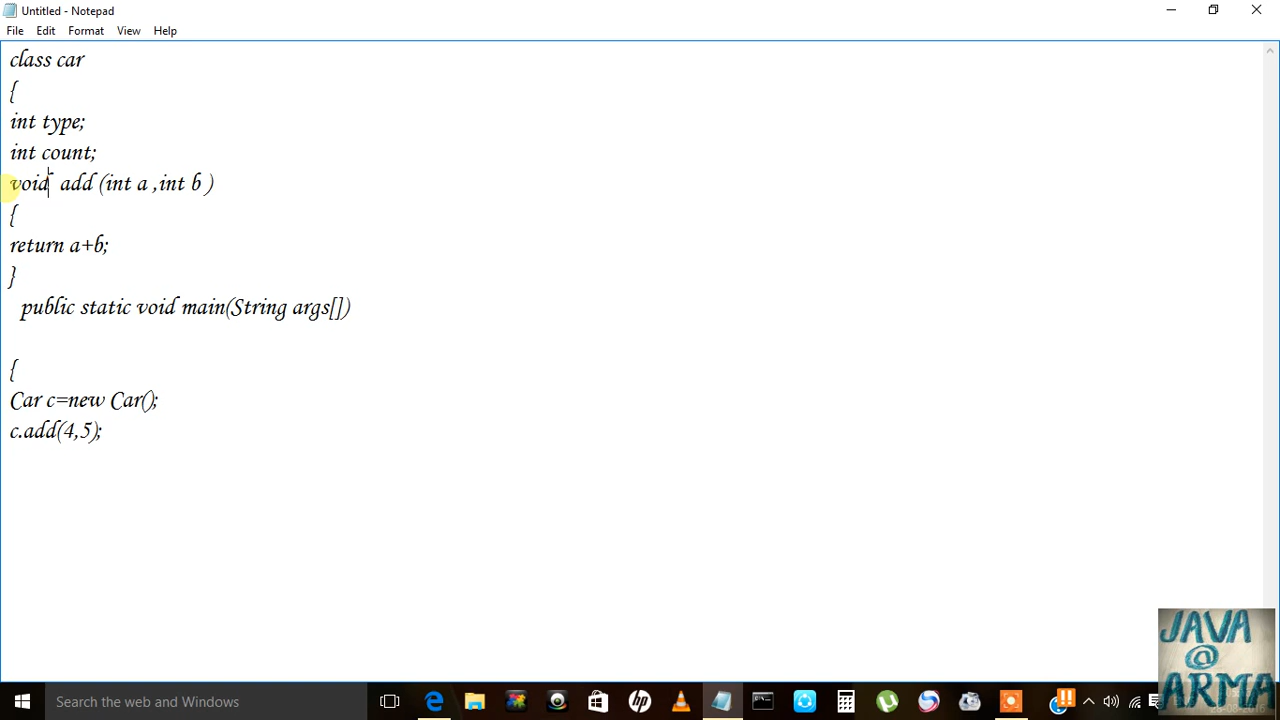 Untitled - Notepad
File Edit Format View Help
class car
{
int type;
int count;
void add (int a ,int b )
{
return a+b;
}
public static void main(String args[])
{
Car c=new Car();
c.add(4,5);
JAVA
@
ARMA
Search the web and Windows
hp